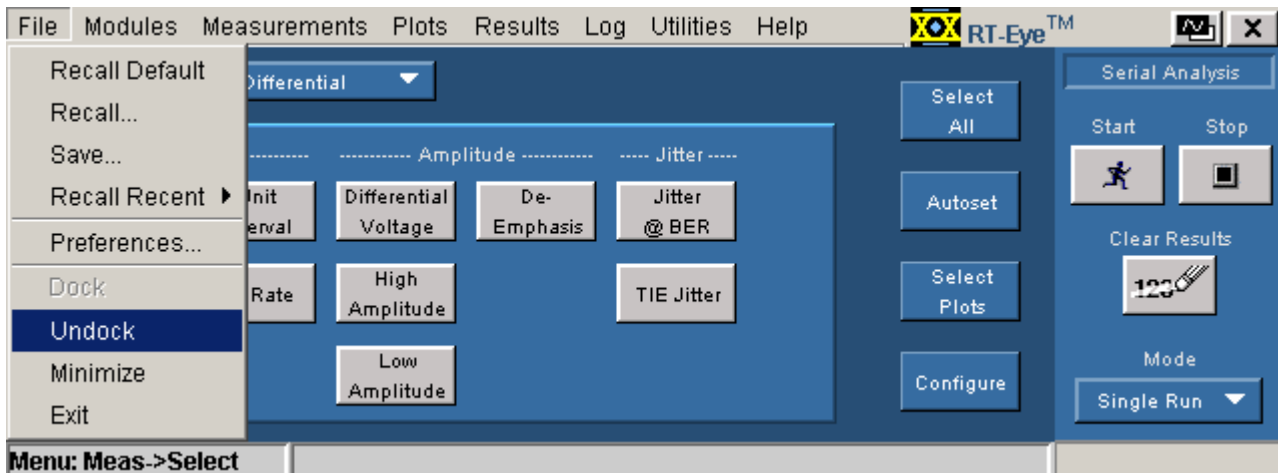 File Modules Measurements Plots Results Log Utilities Help RT-Eye™
Recall Default
Recall...
Save...
Recall Recent
Preferences...
Dock
Undock
Minimize
Exit
Differential
---------- ------------ Amplitude ------------ ----- Jitter -----
Differential
Voltage
De-
Emphasis
Jitter
@ BER
Rate
High
Amplitude
TIE Jitter
Low
Amplitude
Select
All
Autoset
Select
Plots
Configure
Serial Analysis
Start Stop
Clear Results
123
Mode
Single Run
Menu: Meas->Select